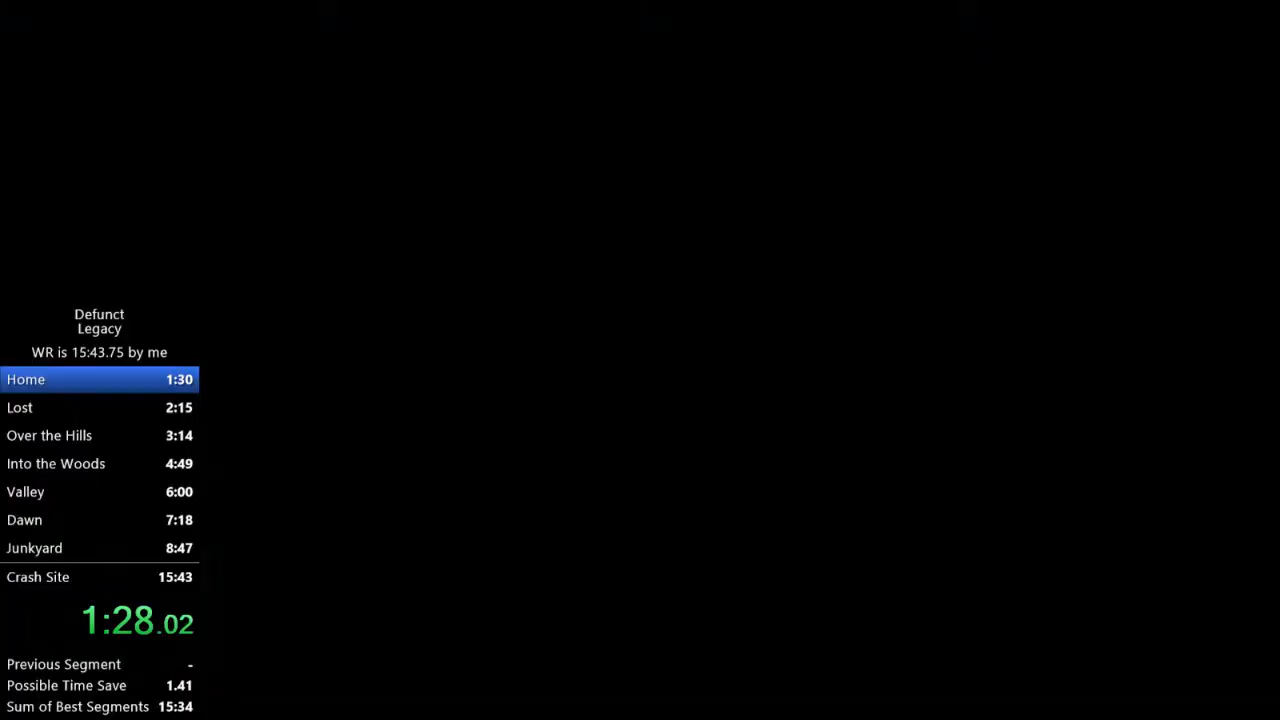 Defunct
Legacy
WR is 15:43.75 by me
Home 1:30
Lost 2:15
Over the Hills 3:14
Into the Woods 4:49
Valley 6:00
Dawn 7:18
Junkyard 8:47
Crash Site 15:43
1:28.02
Previous Segment -
Possible Time Save 1.41
Sum of Best Segments 15:34